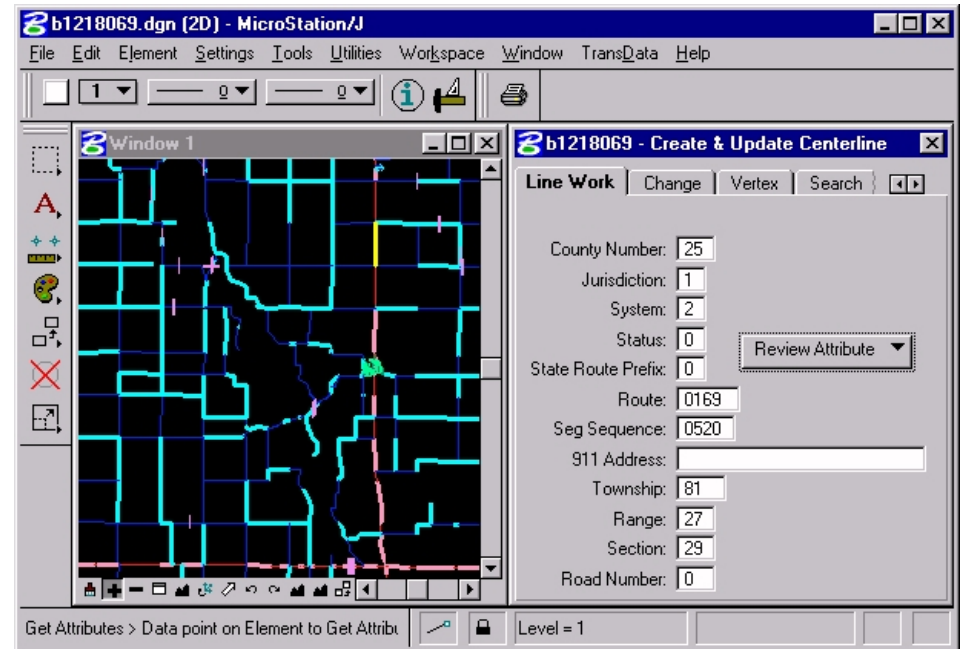 b1218069.dgn (2D) - MicroStation/J
File Edit Element Settings Tools Utilities Workspace Window TransData Help
1 0 0
Window 1
b1218069 - Create & Update Centerline
Line Work Change Vertex Search
County Number: 25
Jurisdiction: 1
System: 2
Status: 0
Review Attribute
State Route Prefix: 0
Route: 0169
Seg Sequence: 0520
911 Address:
Township: 81
Range: 27
Section: 29
Road Number: 0
Get Attributes > Data point on Element to Get Attribu
Level = 1